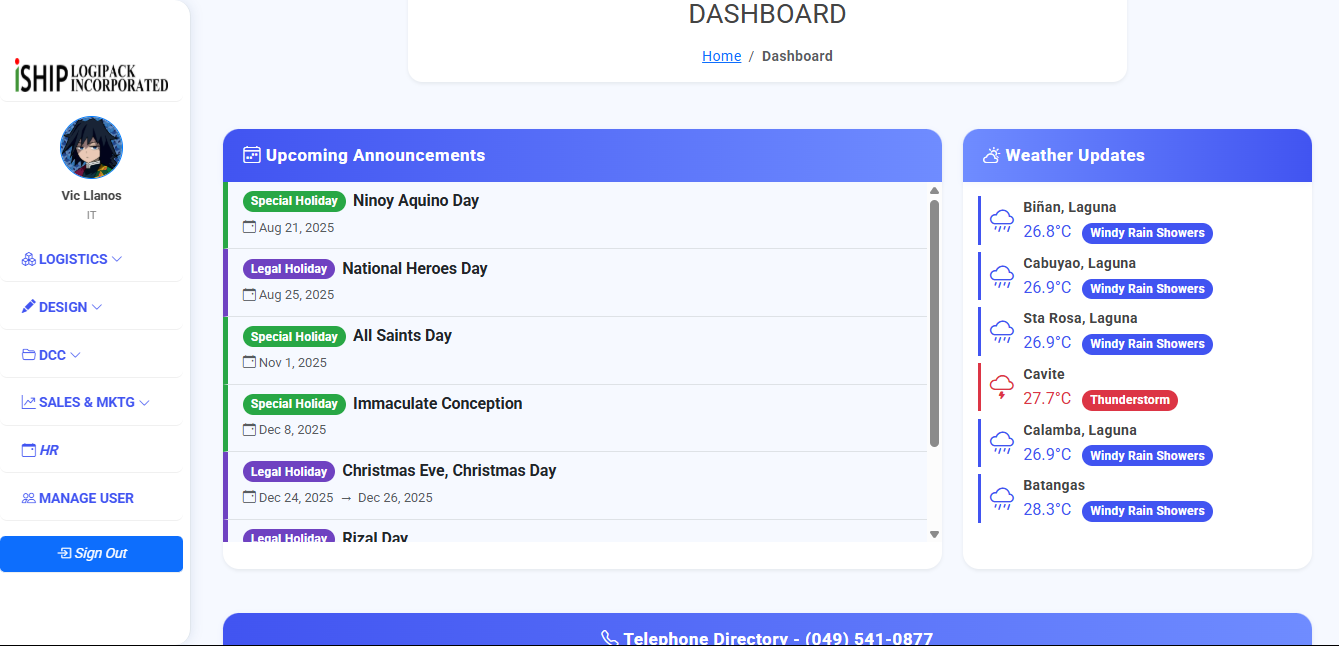 DASHBOARD
Home / Dashboard
iSHIP LOGIPACK INCORPORATED
Vic Llanos
IT
LOGISTICS
DESIGN
DCC
SALES & MKTG
HR
MANAGE USER
Sign Out
Upcoming Announcements
Special Holiday Ninoy Aquino Day
Aug 21, 2025
Legal Holiday National Heroes Day
Aug 25, 2025
Special Holiday All Saints Day
Nov 1, 2025
Special Holiday Immaculate Conception
Dec 8, 2025
Legal Holiday Christmas Eve, Christmas Day
Dec 24, 2025 → Dec 26, 2025
Legal Holiday Rizal Day
Weather Updates
Biñan, Laguna
26.8°C Windy Rain Showers
Cabuyao, Laguna
26.9°C Windy Rain Showers
Sta Rosa, Laguna
26.9°C Windy Rain Showers
Cavite
27.7°C Thunderstorm
Calamba, Laguna
26.9°C Windy Rain Showers
Batangas
28.3°C Windy Rain Showers
Telephone Directory - (049) 541-0877